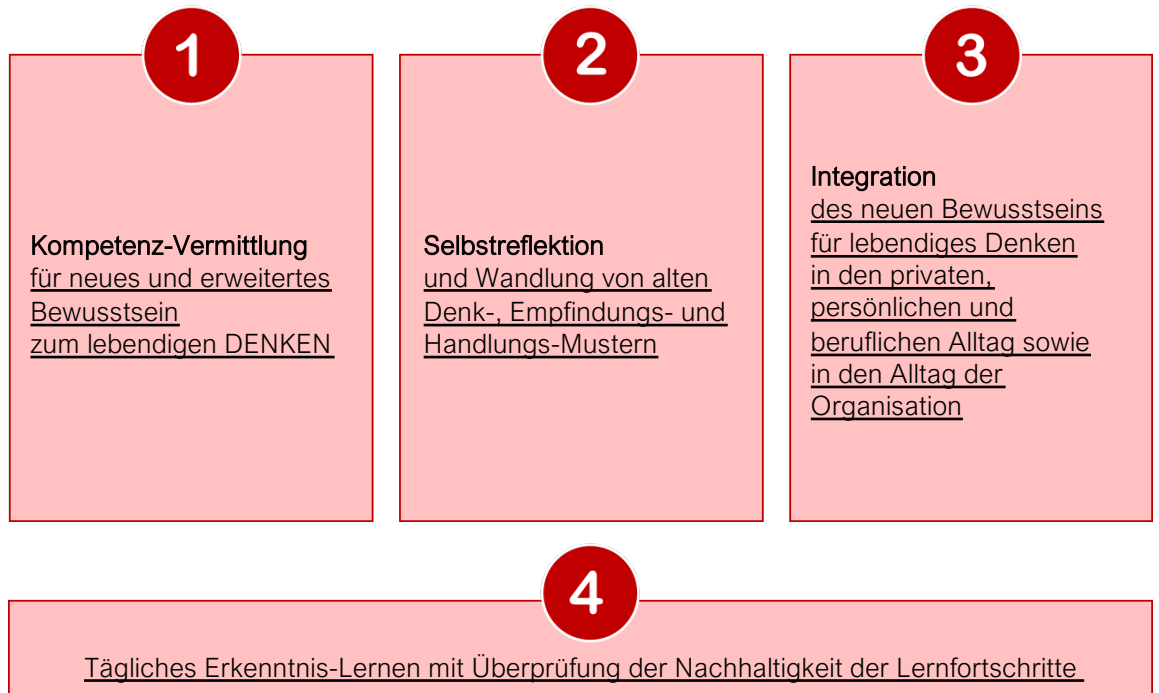 1
Kompetenz-Vermittlung
für neues und erweitertes
Bewusstsein
zum lebendigen DENKEN
2
Selbstreflektion
und Wandlung von alten
Denk-, Empfindungs- und
Handlungs-Mustern
3
Integration
des neuen Bewusstseins
für lebendiges Denken
in den privaten,
persönlichen und
beruflichen Alltag sowie
in den Alltag der
Organisation
4
Tägliches Erkenntnis-Lernen mit Überprüfung der Nachhaltigkeit der Lernfortschritte